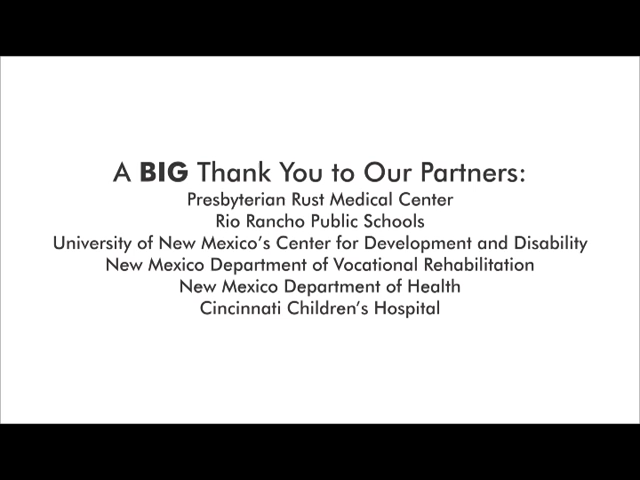 A BIG Thank You to Our Partners:
Presbyterian Rust Medical Center
Rio Rancho Public Schools
University of New Mexico's Center for Development and Disability
New Mexico Department of Vocational Rehabilitation
New Mexico Department of Health
Cincinnati Children's Hospital